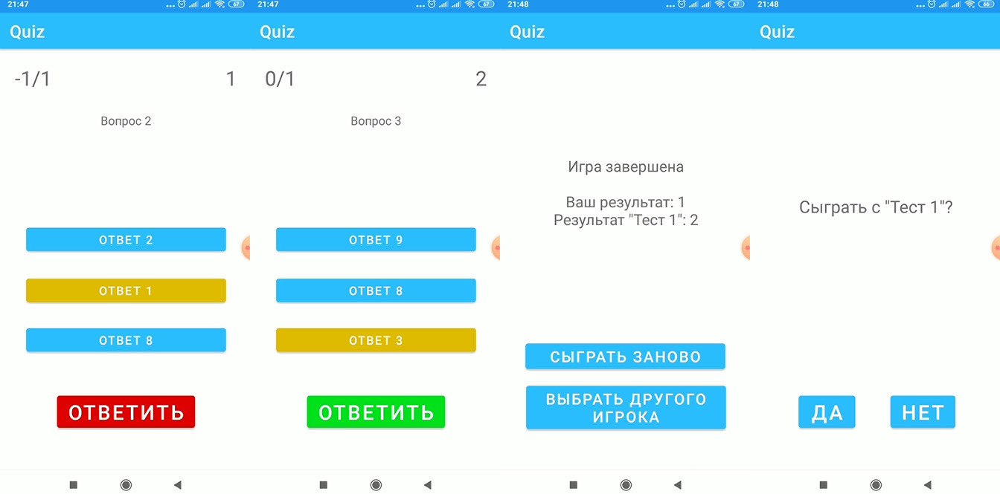 21:47
67
Quiz
-1/1
1
Вопрос 2
ОТВЕТ 2
ОТВЕТ 1
ОТВЕТ 8
ОТВЕТИТЬ
21:47
67
Quiz
0/1
2
Вопрос 3
ОТВЕТ 9
ОТВЕТ 8
ОТВЕТ 3
ОТВЕТИТЬ
21:48
67
Quiz
Игра завершена
Ваш результат: 1
Результат "Тест 1": 2
СЫГРАТЬ ЗАНОВО
ВЫБРАТЬ ДРУГОГО
ИГРОКА
21:48
66
Quiz
Сыграть с "Тест 1"?
ДА
НЕТ